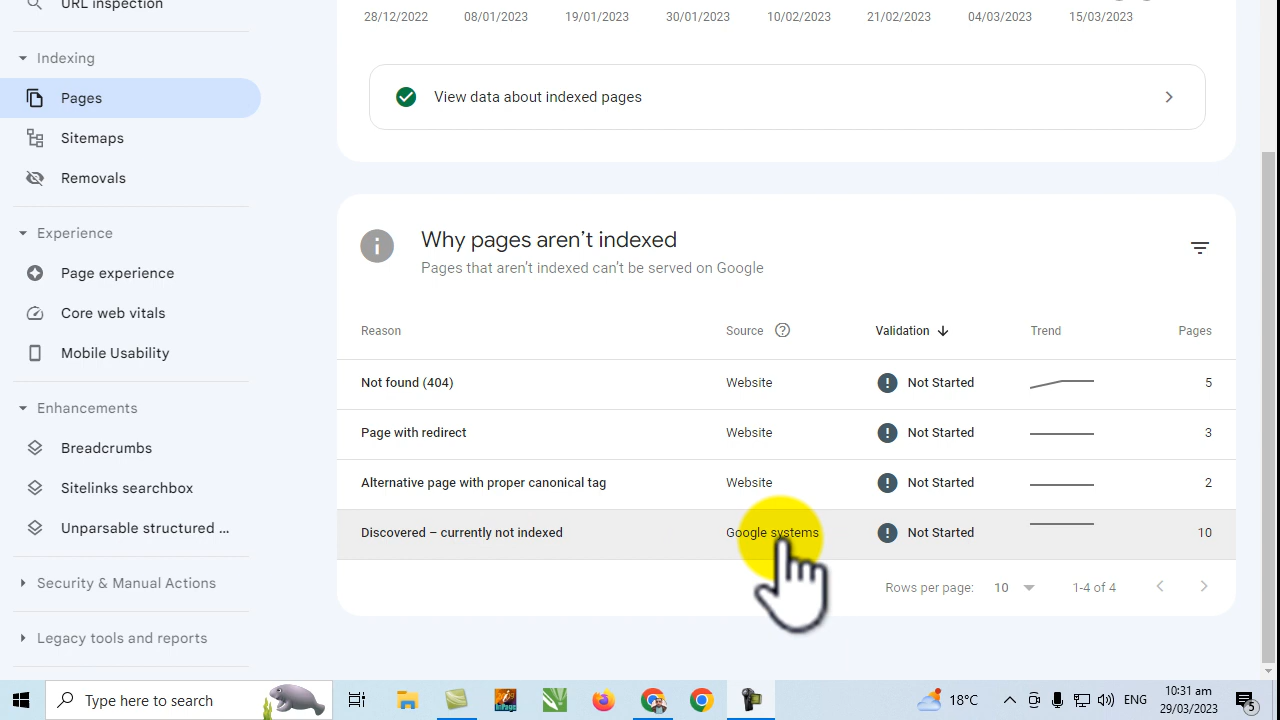 URL inspection
Indexing
Pages
Sitemaps
Removals
Experience
Page experience
Core web vitals
Mobile Usability
Enhancements
Breadcrumbs
Sitelinks searchbox
Unparsable structured ...
Security & Manual Actions
Legacy tools and reports
28/12/2022 08/01/2023 19/01/2023 30/01/2023 10/02/2023 21/02/2023 04/03/2023 15/03/2023
View data about indexed pages
Why pages aren't indexed
Pages that aren't indexed can't be served on Google
Reason Source Validation Trend Pages
Not found (404) Website Not Started 5
Page with redirect Website Not Started 3
Alternative page with proper canonical tag Website Not Started 2
Discovered – currently not indexed Google systems Not Started 10
Rows per page: 10 1-4 of 4
Type here to search
InPage
18°C
ENG
10:31 am
29/03/2023
5